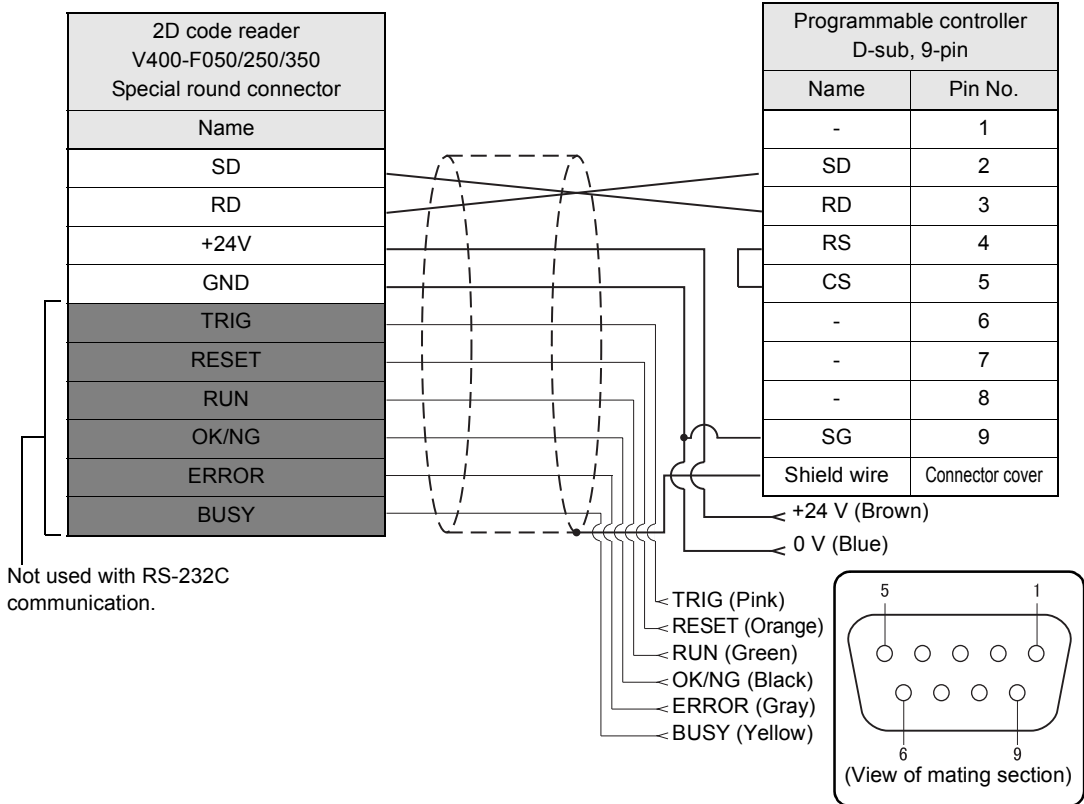 2D code reader
V400-F050/250/350
Special round connector
Name
SD
RD
+24V
GND
TRIG
RESET
RUN
OK/NG
ERROR
BUSY
Not used with RS-232C
communication.
Programmable controller
D-sub, 9-pin
Name Pin No.
- 1
SD 2
RD 3
RS 4
CS 5
- 6
- 7
- 8
SG 9
Shield wire Connector cover
+24 V (Brown)
0 V (Blue)
TRIG (Pink)
RESET (Orange)
RUN (Green)
OK/NG (Black)
ERROR (Gray)
BUSY (Yellow)
5 1
6 9
(View of mating section)